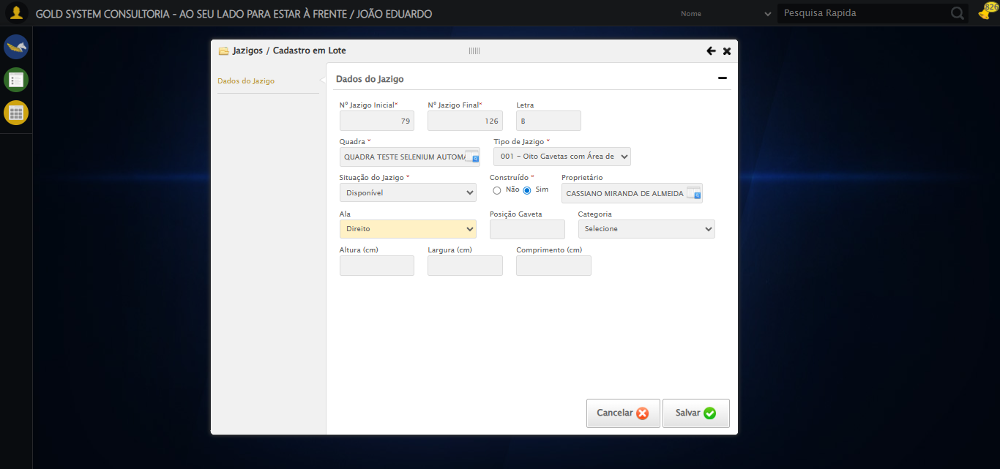 GOLD SYSTEM CONSULTORIA - AO SEU LADO PARA ESTAR À FRENTE / JOÃO EDUARDO
Nome
Pesquisa Rapida
826
Jazigos / Cadastro em Lote
Dados do Jazigo
Dados do Jazigo
Nº Jazigo Inicial* Nº Jazigo Final* Letra
79 126 B
Quadra * Tipo de Jazigo *
QUADRA TESTE SELENIUM AUTOMA 001 - Oito Gavetas com Área de
Situação do Jazigo * Construído * Proprietário
Disponível Não Sim CASSIANO MIRANDA DE ALMEIDA
Ala Posição Gaveta Categoria
Direito Selecione
Altura (cm) Largura (cm) Comprimento (cm)
Cancelar Salvar